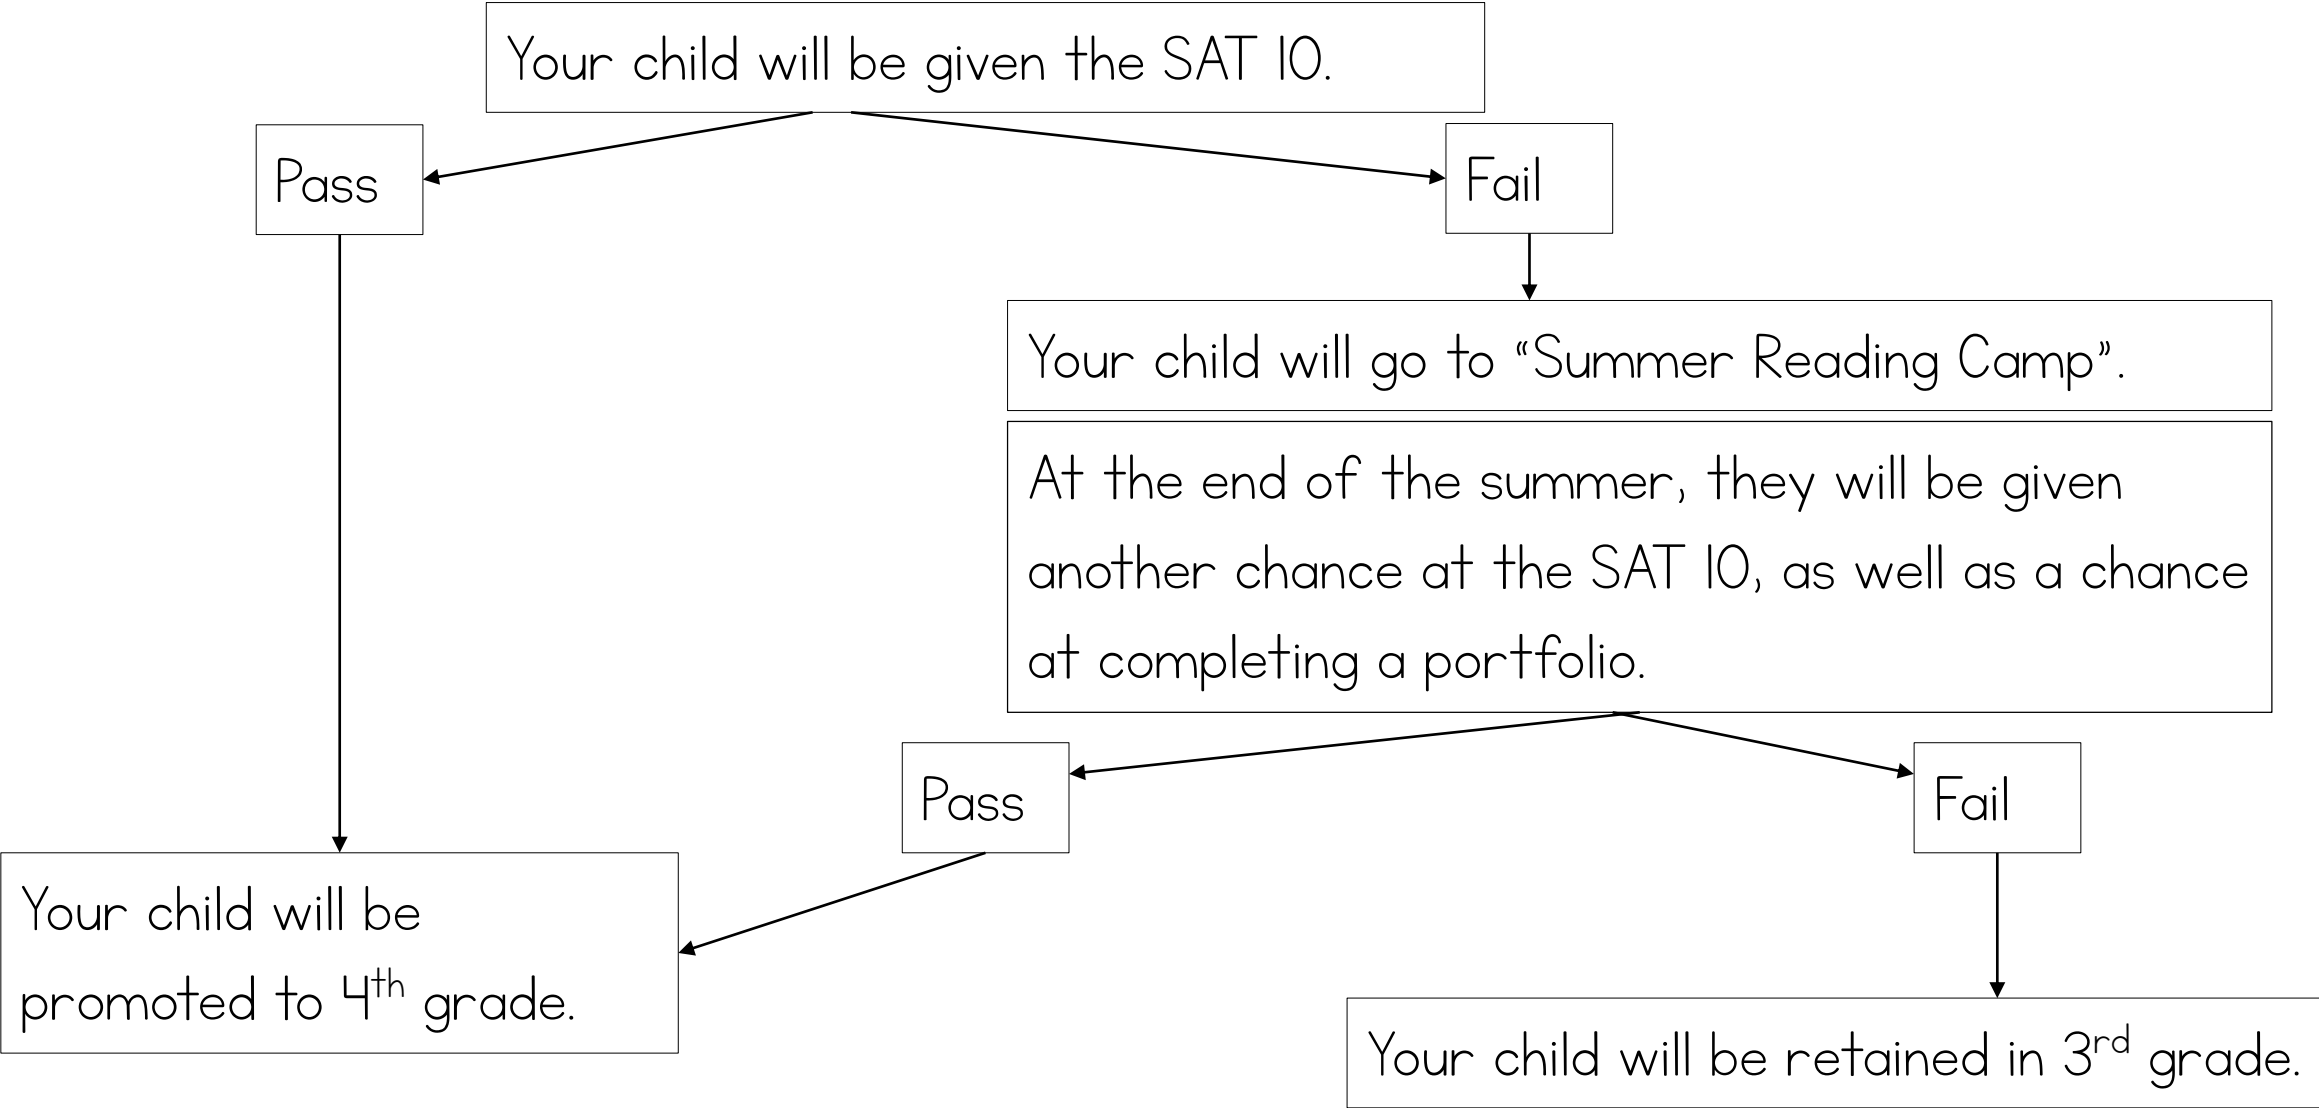 Your child will be given the SAT 10.
Pass
Fail
Your child will go to “Summer Reading Camp”.
At the end of the summer, they will be given
another chance at the SAT 10, as well as a chance
at completing a portfolio.
Pass
Fail
Your child will be
promoted to 4th grade.
Your child will be retained in 3rd grade.